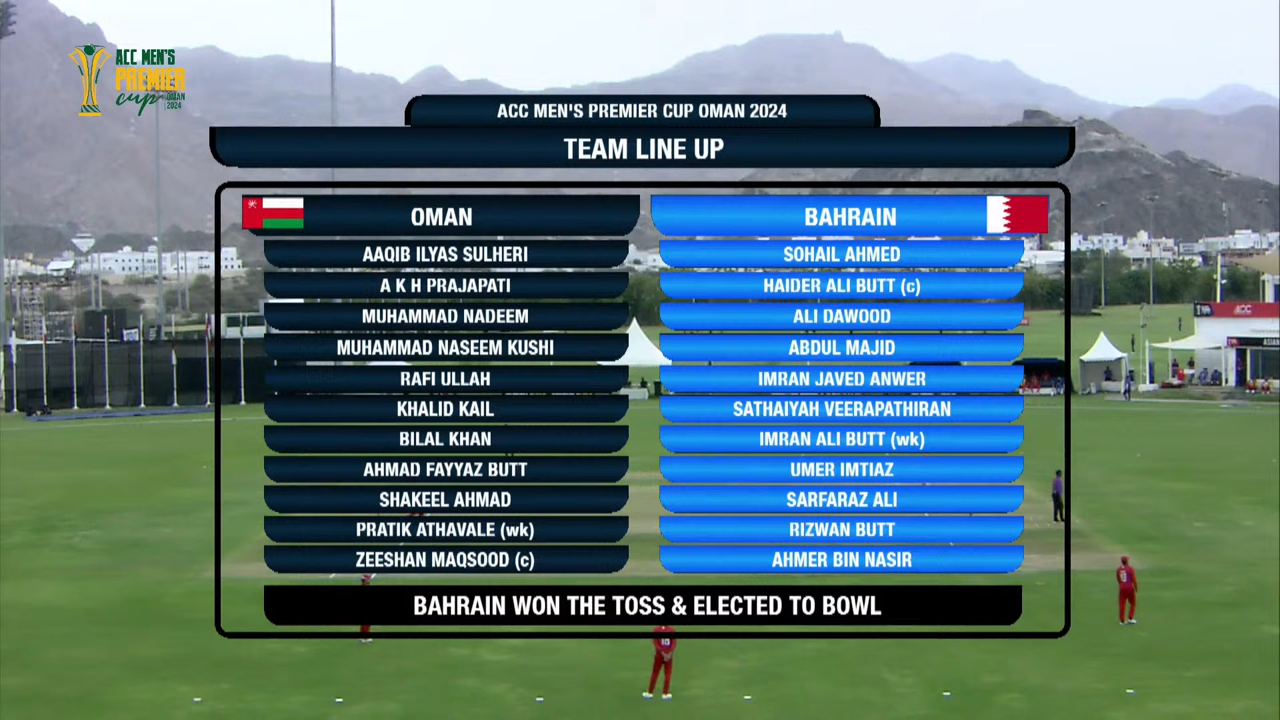 ACC MEN'S
PREMIER
cup OMAN
2024
ACC MEN'S PREMIER CUP OMAN 2024
TEAM LINE UP
OMAN
AAQIB ILYAS SULHERI
A K H PRAJAPATI
MUHAMMAD NADEEM
MUHAMMAD NASEEM KUSHI
RAFI ULLAH
KHALID KAIL
BILAL KHAN
AHMAD FAYYAZ BUTT
SHAKEEL AHMAD
PRATIK ATHAVALE (wk)
ZEESHAN MAQSOOD (c)
BAHRAIN
SOHAIL AHMED
HAIDER ALI BUTT (c)
ALI DAWOOD
ABDUL MAJID
IMRAN JAVED ANWER
SATHAIYAH VEERAPATHIRAN
IMRAN ALI BUTT (wk)
UMER IMTIAZ
SARFARAZ ALI
RIZWAN BUTT
AHMER BIN NASIR
BAHRAIN WON THE TOSS & ELECTED TO BOWL
ACC